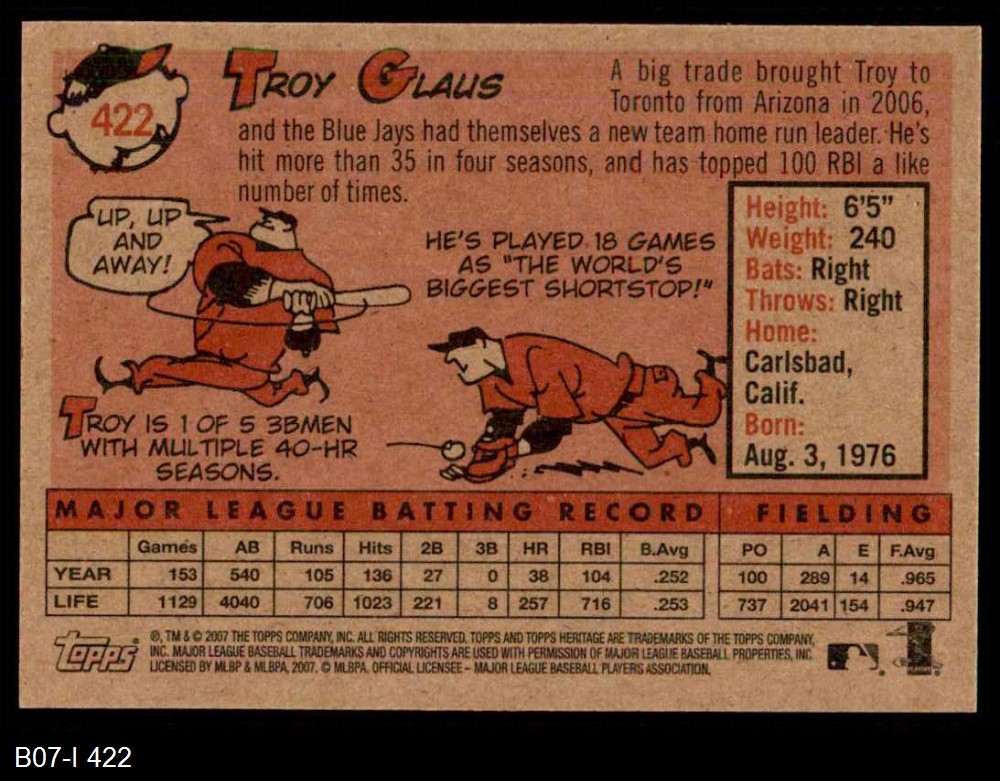 422
TROY GLAUS
A big trade brought Troy to
Toronto from Arizona in 2006,
and the Blue Jays had themselves a new team home run leader. He's
hit more than 35 in four seasons, and has topped 100 RBI a like
number of times.
UP, UP
AND
AWAY!
HE'S PLAYED 18 GAMES
AS "THE WORLD'S
BIGGEST SHORTSTOP!"
TROY IS 1 OF 5 3BMEN
WITH MULTIPLE 40-HR
SEASONS.
Height: 6'5"
Weight: 240
Bats: Right
Throws: Right
Home:
Carlsbad,
Calif.
Born:
Aug. 3, 1976
MAJOR LEAGUE BATTING RECORD FIELDING
Games AB Runs Hits 2B 3B HR RBI B.Avg PO A E F.Avg
YEAR 153 540 105 136 27 0 38 104 .252 100 289 14 .965
LIFE 1129 4040 706 1023 221 8 257 716 .253 737 2041 154 .947
topps
®, TM & © 2007 THE TOPPS COMPANY, INC. ALL RIGHTS RESERVED. TOPPS AND TOPPS HERITAGE ARE TRADEMARKS OF THE TOPPS COMPANY,
INC. MAJOR LEAGUE BASEBALL TRADEMARKS AND COPYRIGHTS ARE USED WITH PERMISSION OF MAJOR LEAGUE BASEBALL PROPERTIES, INC.
LICENSED BY MLBP & MLBPA, 2007. © MLBPA. OFFICIAL LICENSEE – MAJOR LEAGUE BASEBALL PLAYERS ASSOCIATION.
B07-I 422